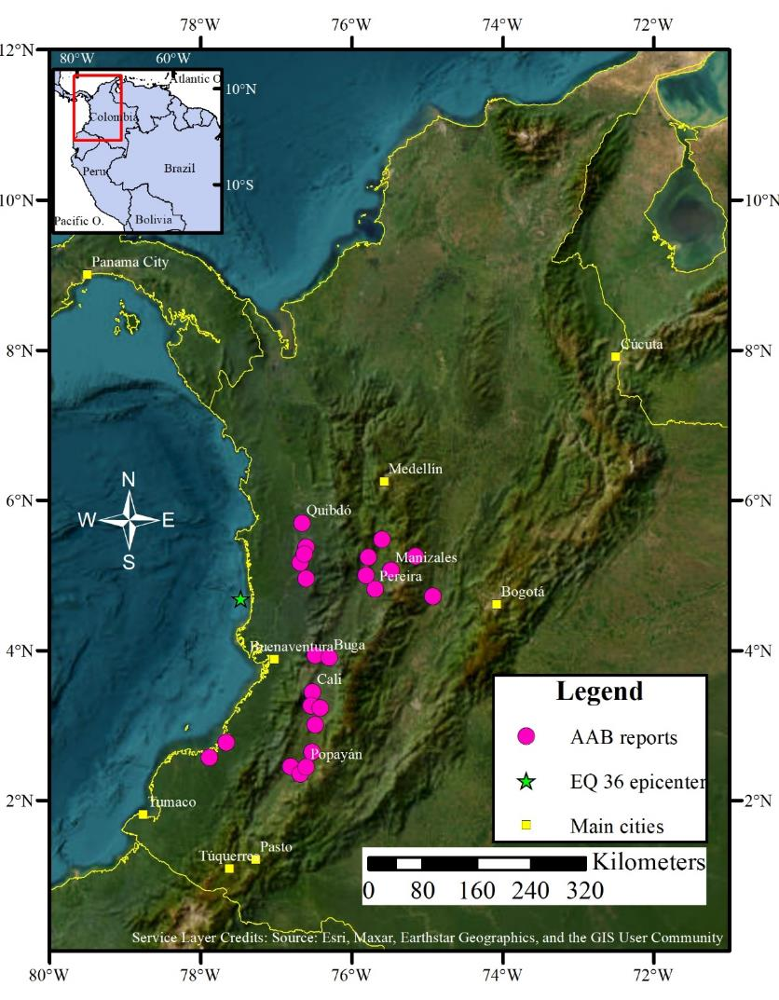 78°W 76°W 74°W 72°W
12°N
80°W 60°W
Atlantic O
10°N
Colombia
Peru
Brazil
10°S
Pacific O.
Bolivia
10°N 10°N
Panama City
8°N 8°N
Cúcuta
Medellín
6°N 6°N
Quibdó
N
W E
S
Manizales
Pereira
Bogotá
4°N 4°N
Buenaventura Buga
Cali
Legend
AAB reports
EQ 36 epicenter
Main cities
Popayán
2°N 2°N
Tumaco
Pasto
Túquerres
Kilometers
0 80 160 240 320
Service Layer Credits: Source: Esri, Maxar, Earthstar Geographics, and the GIS User Community
80°W 78°W 76°W 74°W 72°W